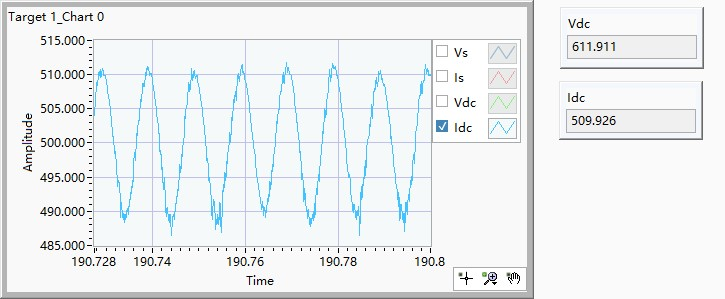 Target 1_Chart 0
515.000
510.000
505.000
500.000
495.000
490.000
485.000
Amplitude
190.728
190.74
190.76
190.78
190.8
Time
Vs
Is
Vdc
Idc
Vdc
611.911
Idc
509.926